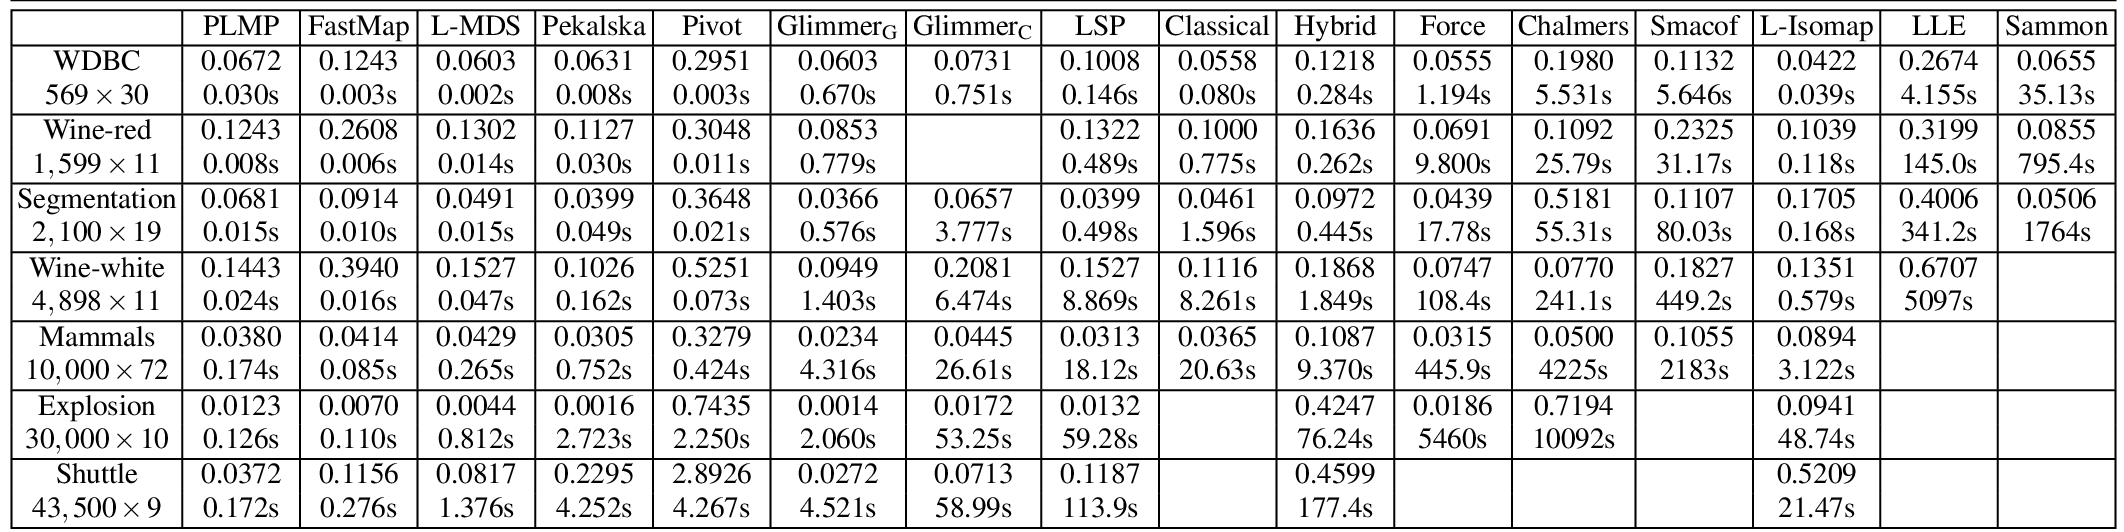 PLMP FastMap L-MDS Pekalska Pivot Glimmer_G Glimmer_C LSP Classical Hybrid Force Chalmers Smacof L-Isomap LLE Sammon
WDBC 0.0672 0.1243 0.0603 0.0631 0.2951 0.0603 0.0731 0.1008 0.0558 0.1218 0.0555 0.1980 0.1132 0.0422 0.2674 0.0655
569 × 30 0.030s 0.003s 0.002s 0.008s 0.003s 0.670s 0.751s 0.146s 0.080s 0.284s 1.194s 5.531s 5.646s 0.039s 4.155s 35.13s
Wine-red 0.1243 0.2608 0.1302 0.1127 0.3048 0.0853 0.1322 0.1000 0.1636 0.0691 0.1092 0.2325 0.1039 0.3199 0.0855
1,599 × 11 0.008s 0.006s 0.014s 0.030s 0.011s 0.779s 0.489s 0.775s 0.262s 9.800s 25.79s 31.17s 0.118s 145.0s 795.4s
Segmentation 0.0681 0.0914 0.0491 0.0399 0.3648 0.0366 0.0657 0.0399 0.0461 0.0972 0.0439 0.5181 0.1107 0.1705 0.4006 0.0506
2,100 × 19 0.015s 0.010s 0.015s 0.049s 0.021s 0.576s 3.777s 0.498s 1.596s 0.445s 17.78s 55.31s 80.03s 0.168s 341.2s 1764s
Wine-white 0.1443 0.3940 0.1527 0.1026 0.5251 0.0949 0.2081 0.1527 0.1116 0.1868 0.0747 0.0770 0.1827 0.1351 0.6707
4,898 × 11 0.024s 0.016s 0.047s 0.162s 0.073s 1.403s 6.474s 8.869s 8.261s 1.849s 108.4s 241.1s 449.2s 0.579s 5097s
Mammals 0.0380 0.0414 0.0429 0.0305 0.3279 0.0234 0.0445 0.0313 0.0365 0.1087 0.0315 0.0500 0.1055 0.0894
10,000 × 72 0.174s 0.085s 0.265s 0.752s 0.424s 4.316s 26.61s 18.12s 20.63s 9.370s 445.9s 4225s 2183s 3.122s
Explosion 0.0123 0.0070 0.0044 0.0016 0.7435 0.0014 0.0172 0.0132 0.4247 0.0186 0.7194 0.0941
30,000 × 10 0.126s 0.110s 0.812s 2.723s 2.250s 2.060s 53.25s 59.28s 76.24s 5460s 10092s 48.74s
Shuttle 0.0372 0.1156 0.0817 0.2295 2.8926 0.0272 0.0713 0.1187 0.4599 0.5209
43,500 × 9 0.172s 0.276s 1.376s 4.252s 4.267s 4.521s 58.99s 113.9s 177.4s 21.47s